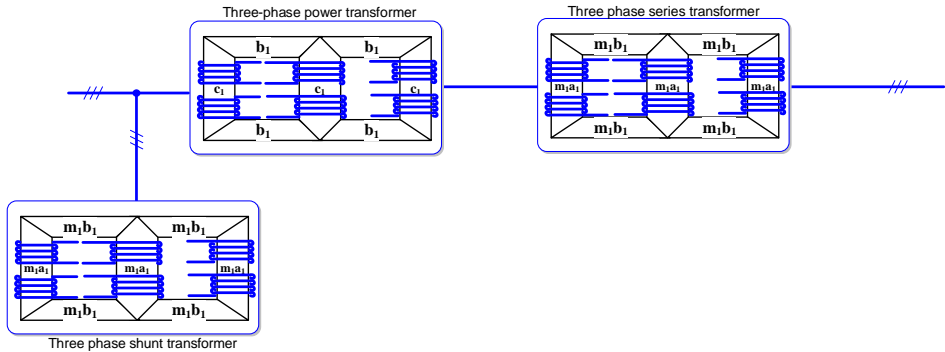 Three-phase power transformer
Three phase series transformer
b₁
b₁
c₁
c₁
c₁
b₁
b₁
m₁b₁
m₁b₁
m₁a₁
m₁a₁
m₁a₁
m₁b₁
m₁b₁
m₁b₁
m₁b₁
m₁a₁
m₁a₁
m₁a₁
m₁b₁
m₁b₁
Three phase shunt transformer